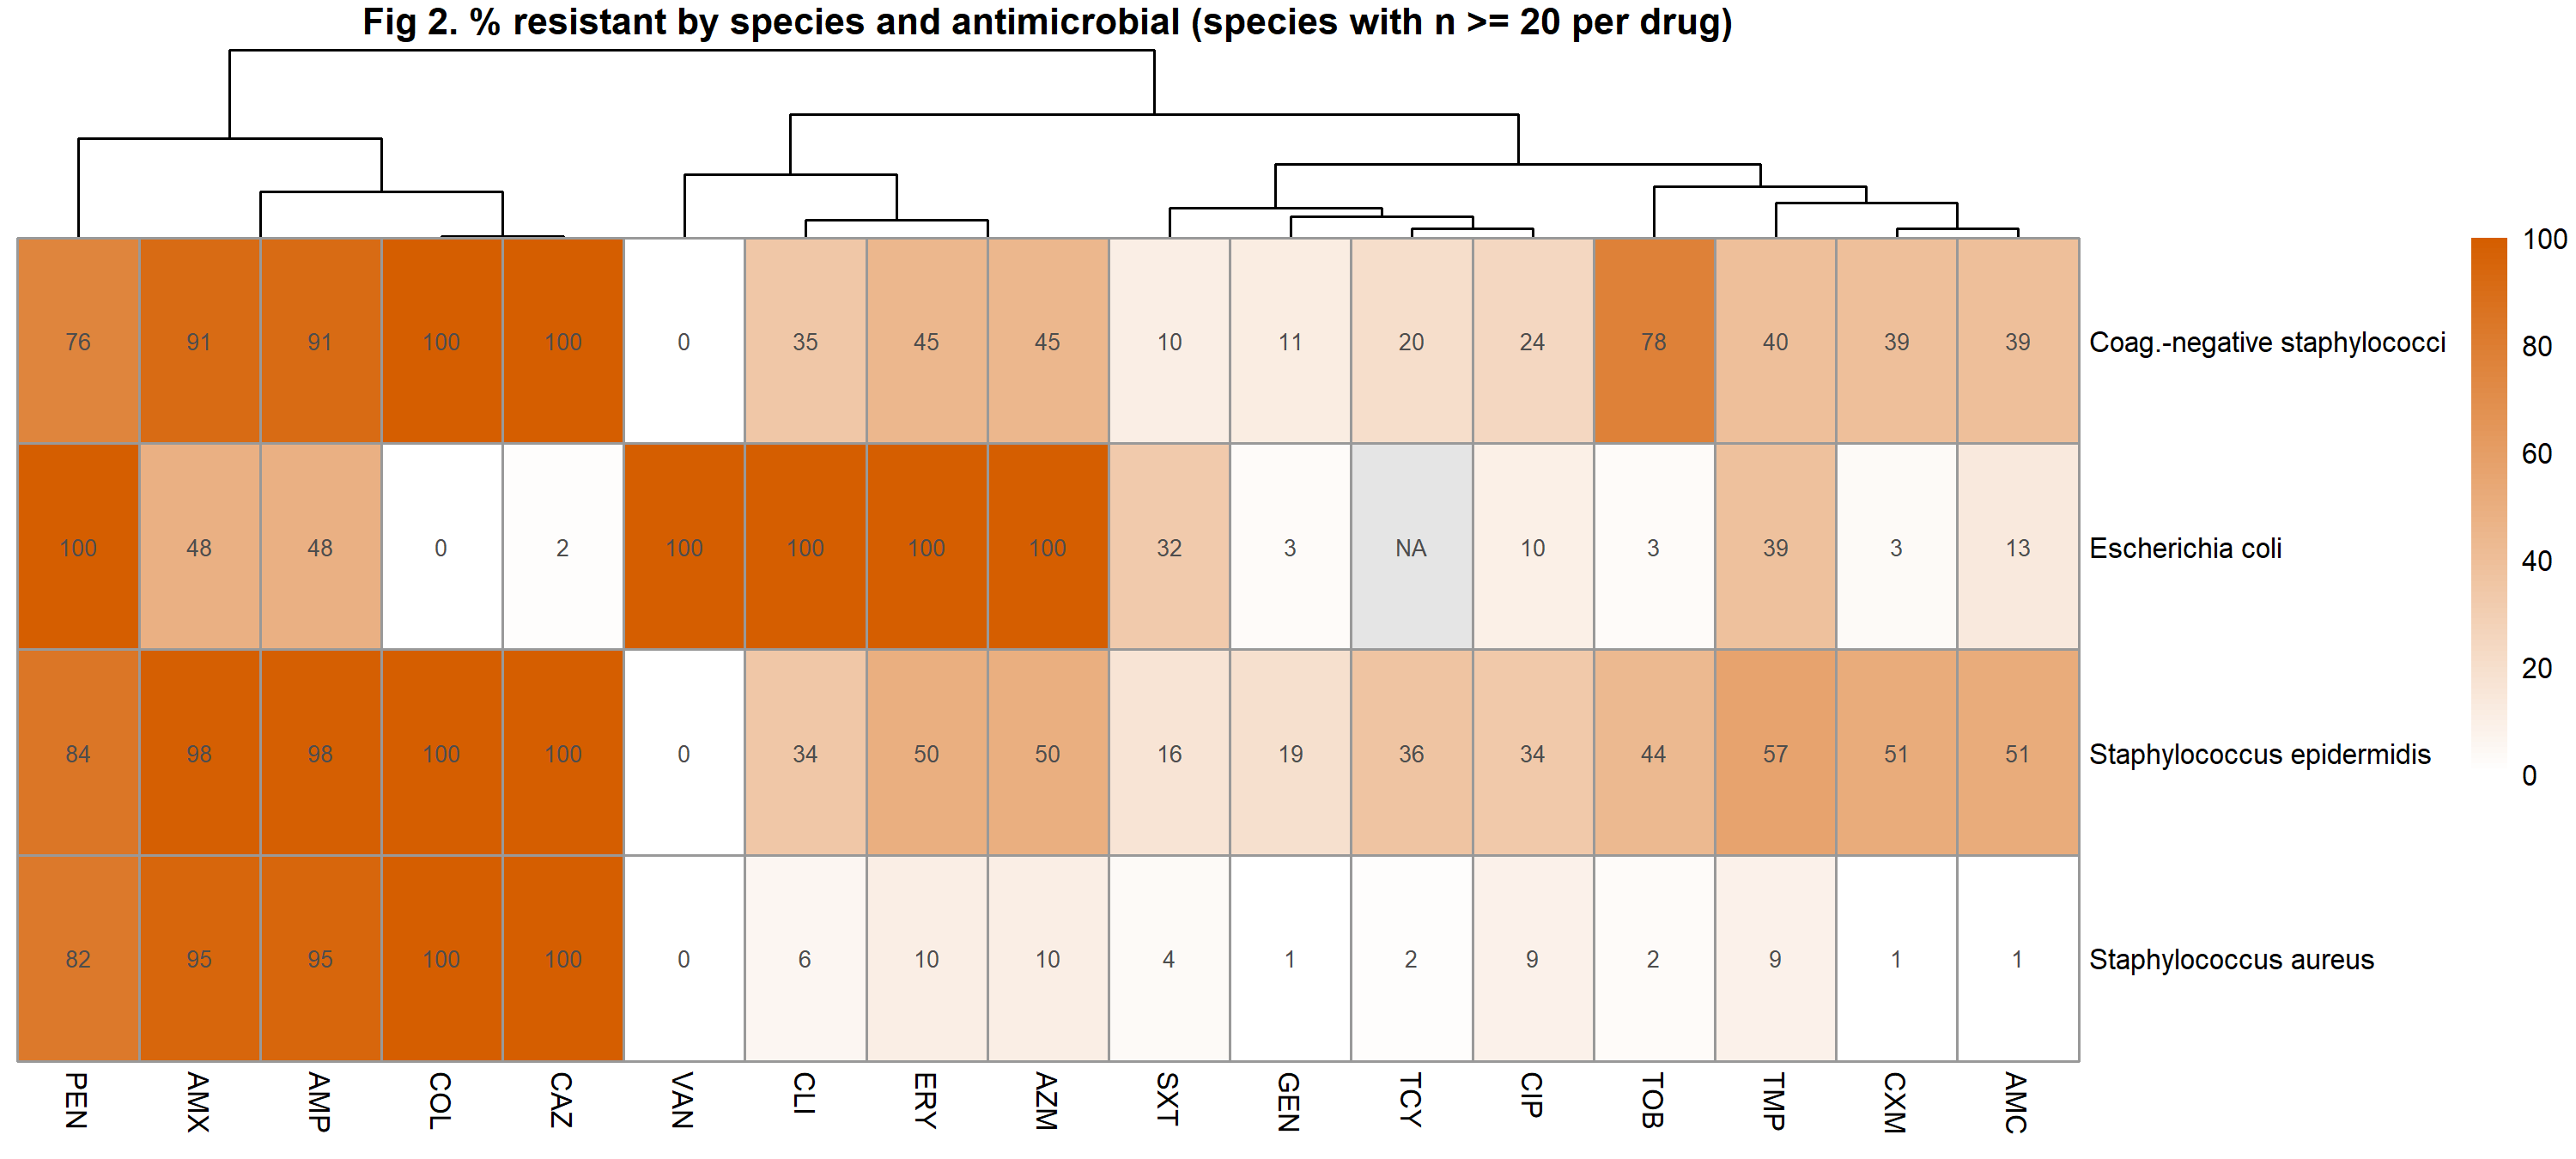 Fig 2. % resistant by species and antimicrobial (species with n >= 20 per drug)
76 91 91 100 100 0 35 45 45 10 11 20 24 78 40 39 39 Coag.-negative staphylococci
100 48 48 0 2 100 100 100 100 32 3 NA 10 3 39 3 13 Escherichia coli
84 98 98 100 100 0 34 50 50 16 19 36 34 44 57 51 51 Staphylococcus epidermidis
82 95 95 100 100 0 6 10 10 4 1 2 9 2 9 1 1 Staphylococcus aureus
PEN AMX AMP COL CAZ VAN CLI ERY AZM SXT GEN TCY CIP TOB TMP CXM AMC
100
80
60
40
20
0